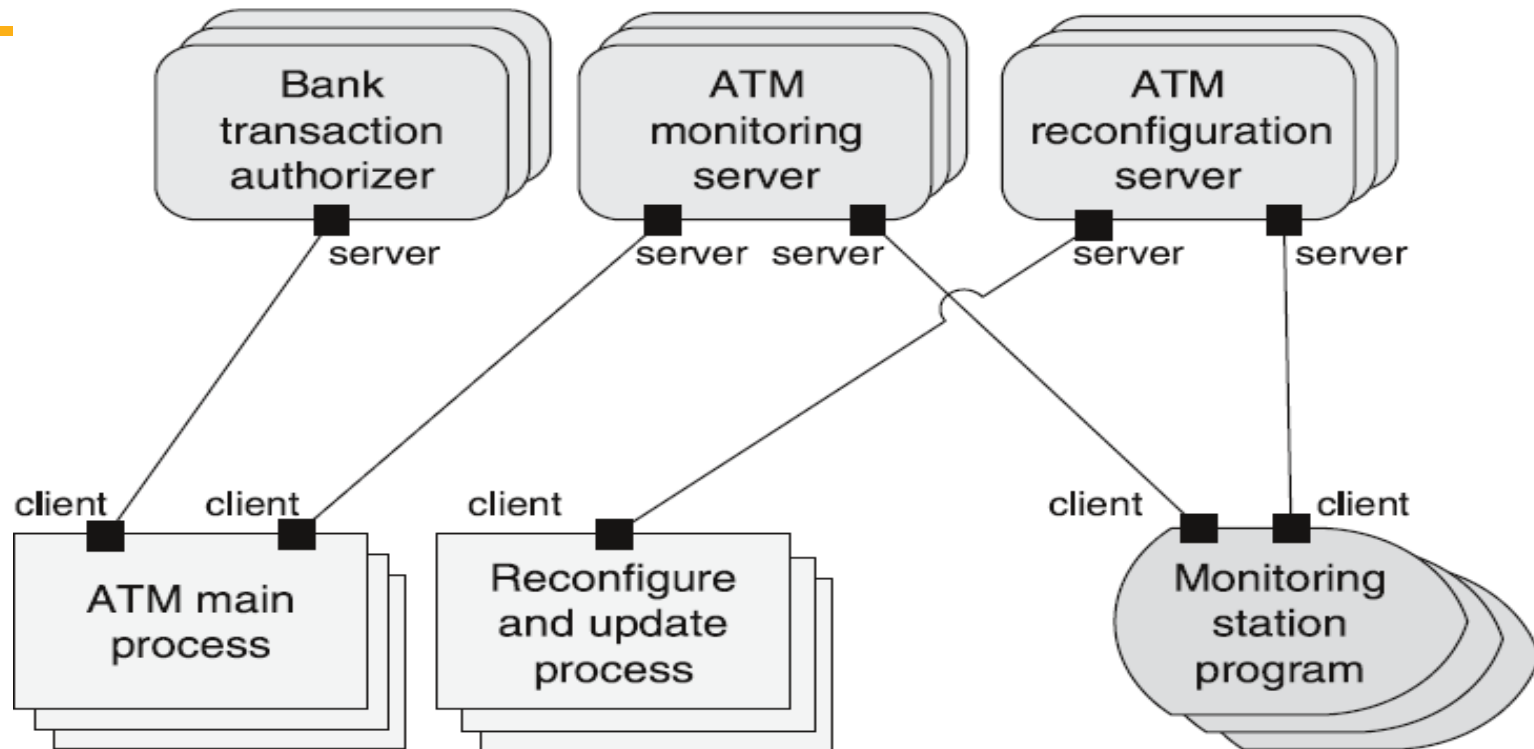 Bank
transaction
authorizer
ATM
monitoring
server
ATM
reconfiguration
server
server
server
server
server
server
client
client
client
client
client
ATM main
process
Reconfigure
and update
process
Monitoring
station
program